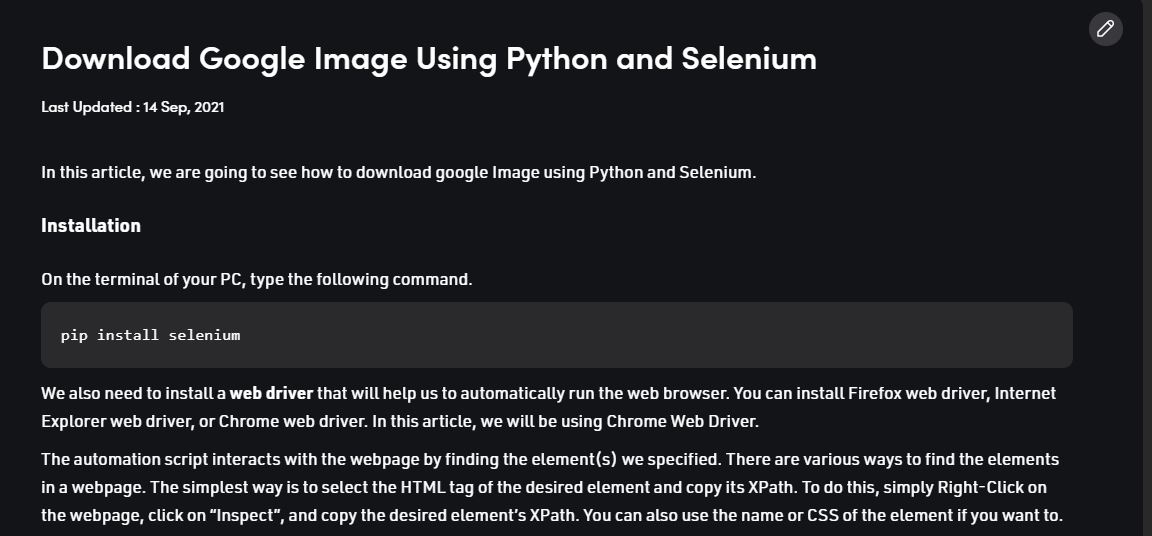 Download Google Image Using Python and Selenium
Last Updated : 14 Sep, 2021
In this article, we are going to see how to download google Image using Python and Selenium.
Installation
On the terminal of your PC, type the following command.
pip install selenium
We also need to install a web driver that will help us to automatically run the web browser. You can install Firefox web driver, Internet
Explorer web driver, or Chrome web driver. In this article, we will be using Chrome Web Driver.
The automation script interacts with the webpage by finding the element(s) we specified. There are various ways to find the elements
in a webpage. The simplest way is to select the HTML tag of the desired element and copy its XPath. To do this, simply Right-Click on
the webpage, click on “Inspect”, and copy the desired element’s XPath. You can also use the name or CSS of the element if you want to.